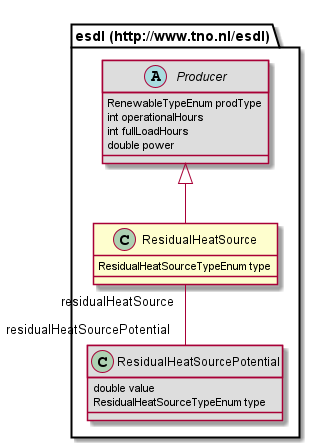 esdl (http://www.tno.nl/esdl)
A Producer
RenewableTypeEnum prodType
int operationalHours
int fullLoadHours
double power
C ResidualHeatSource
ResidualHeatSourceTypeEnum type
residualHeatSource
residualHeatSourcePotential
C ResidualHeatSourcePotential
double value
ResidualHeatSourceTypeEnum type